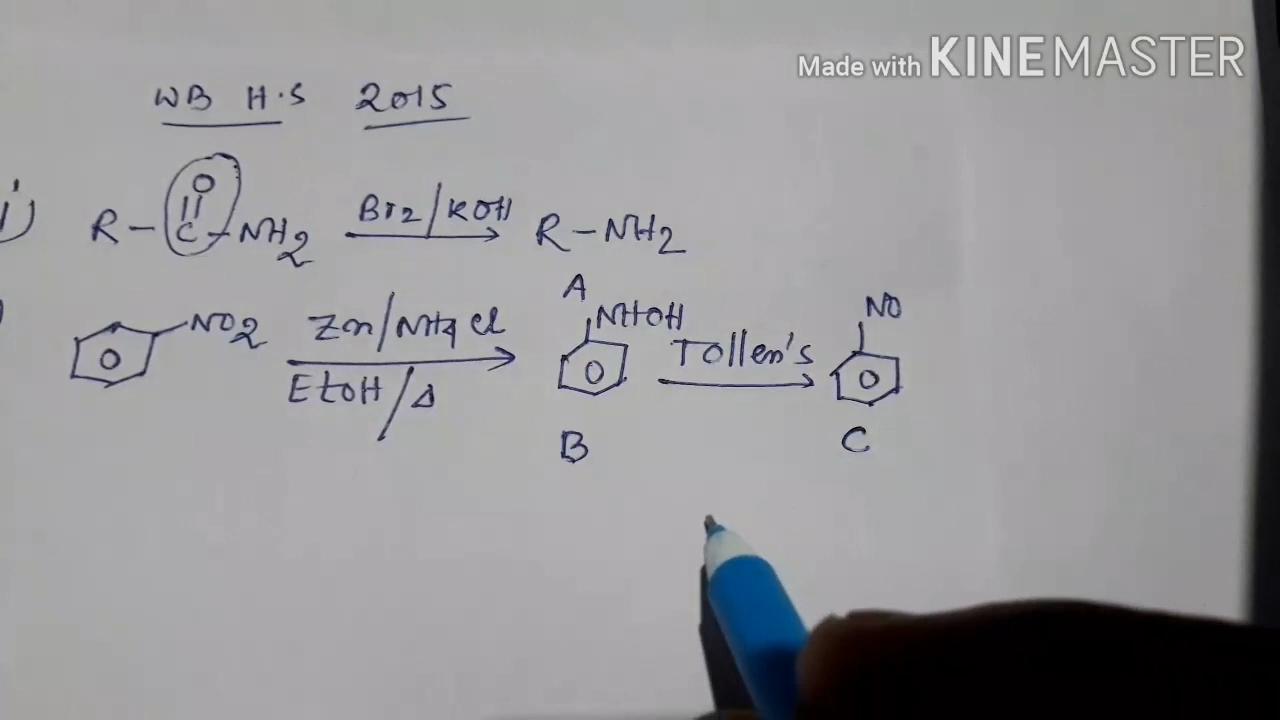 Made with KINEMASTER
WB H.S 2015
i) R-C(=O)-NH2 Br2/KOH R-NH2
A
NO2 Zn/NH4Cl EtOH/Δ NHOH Tollen's NO
B C